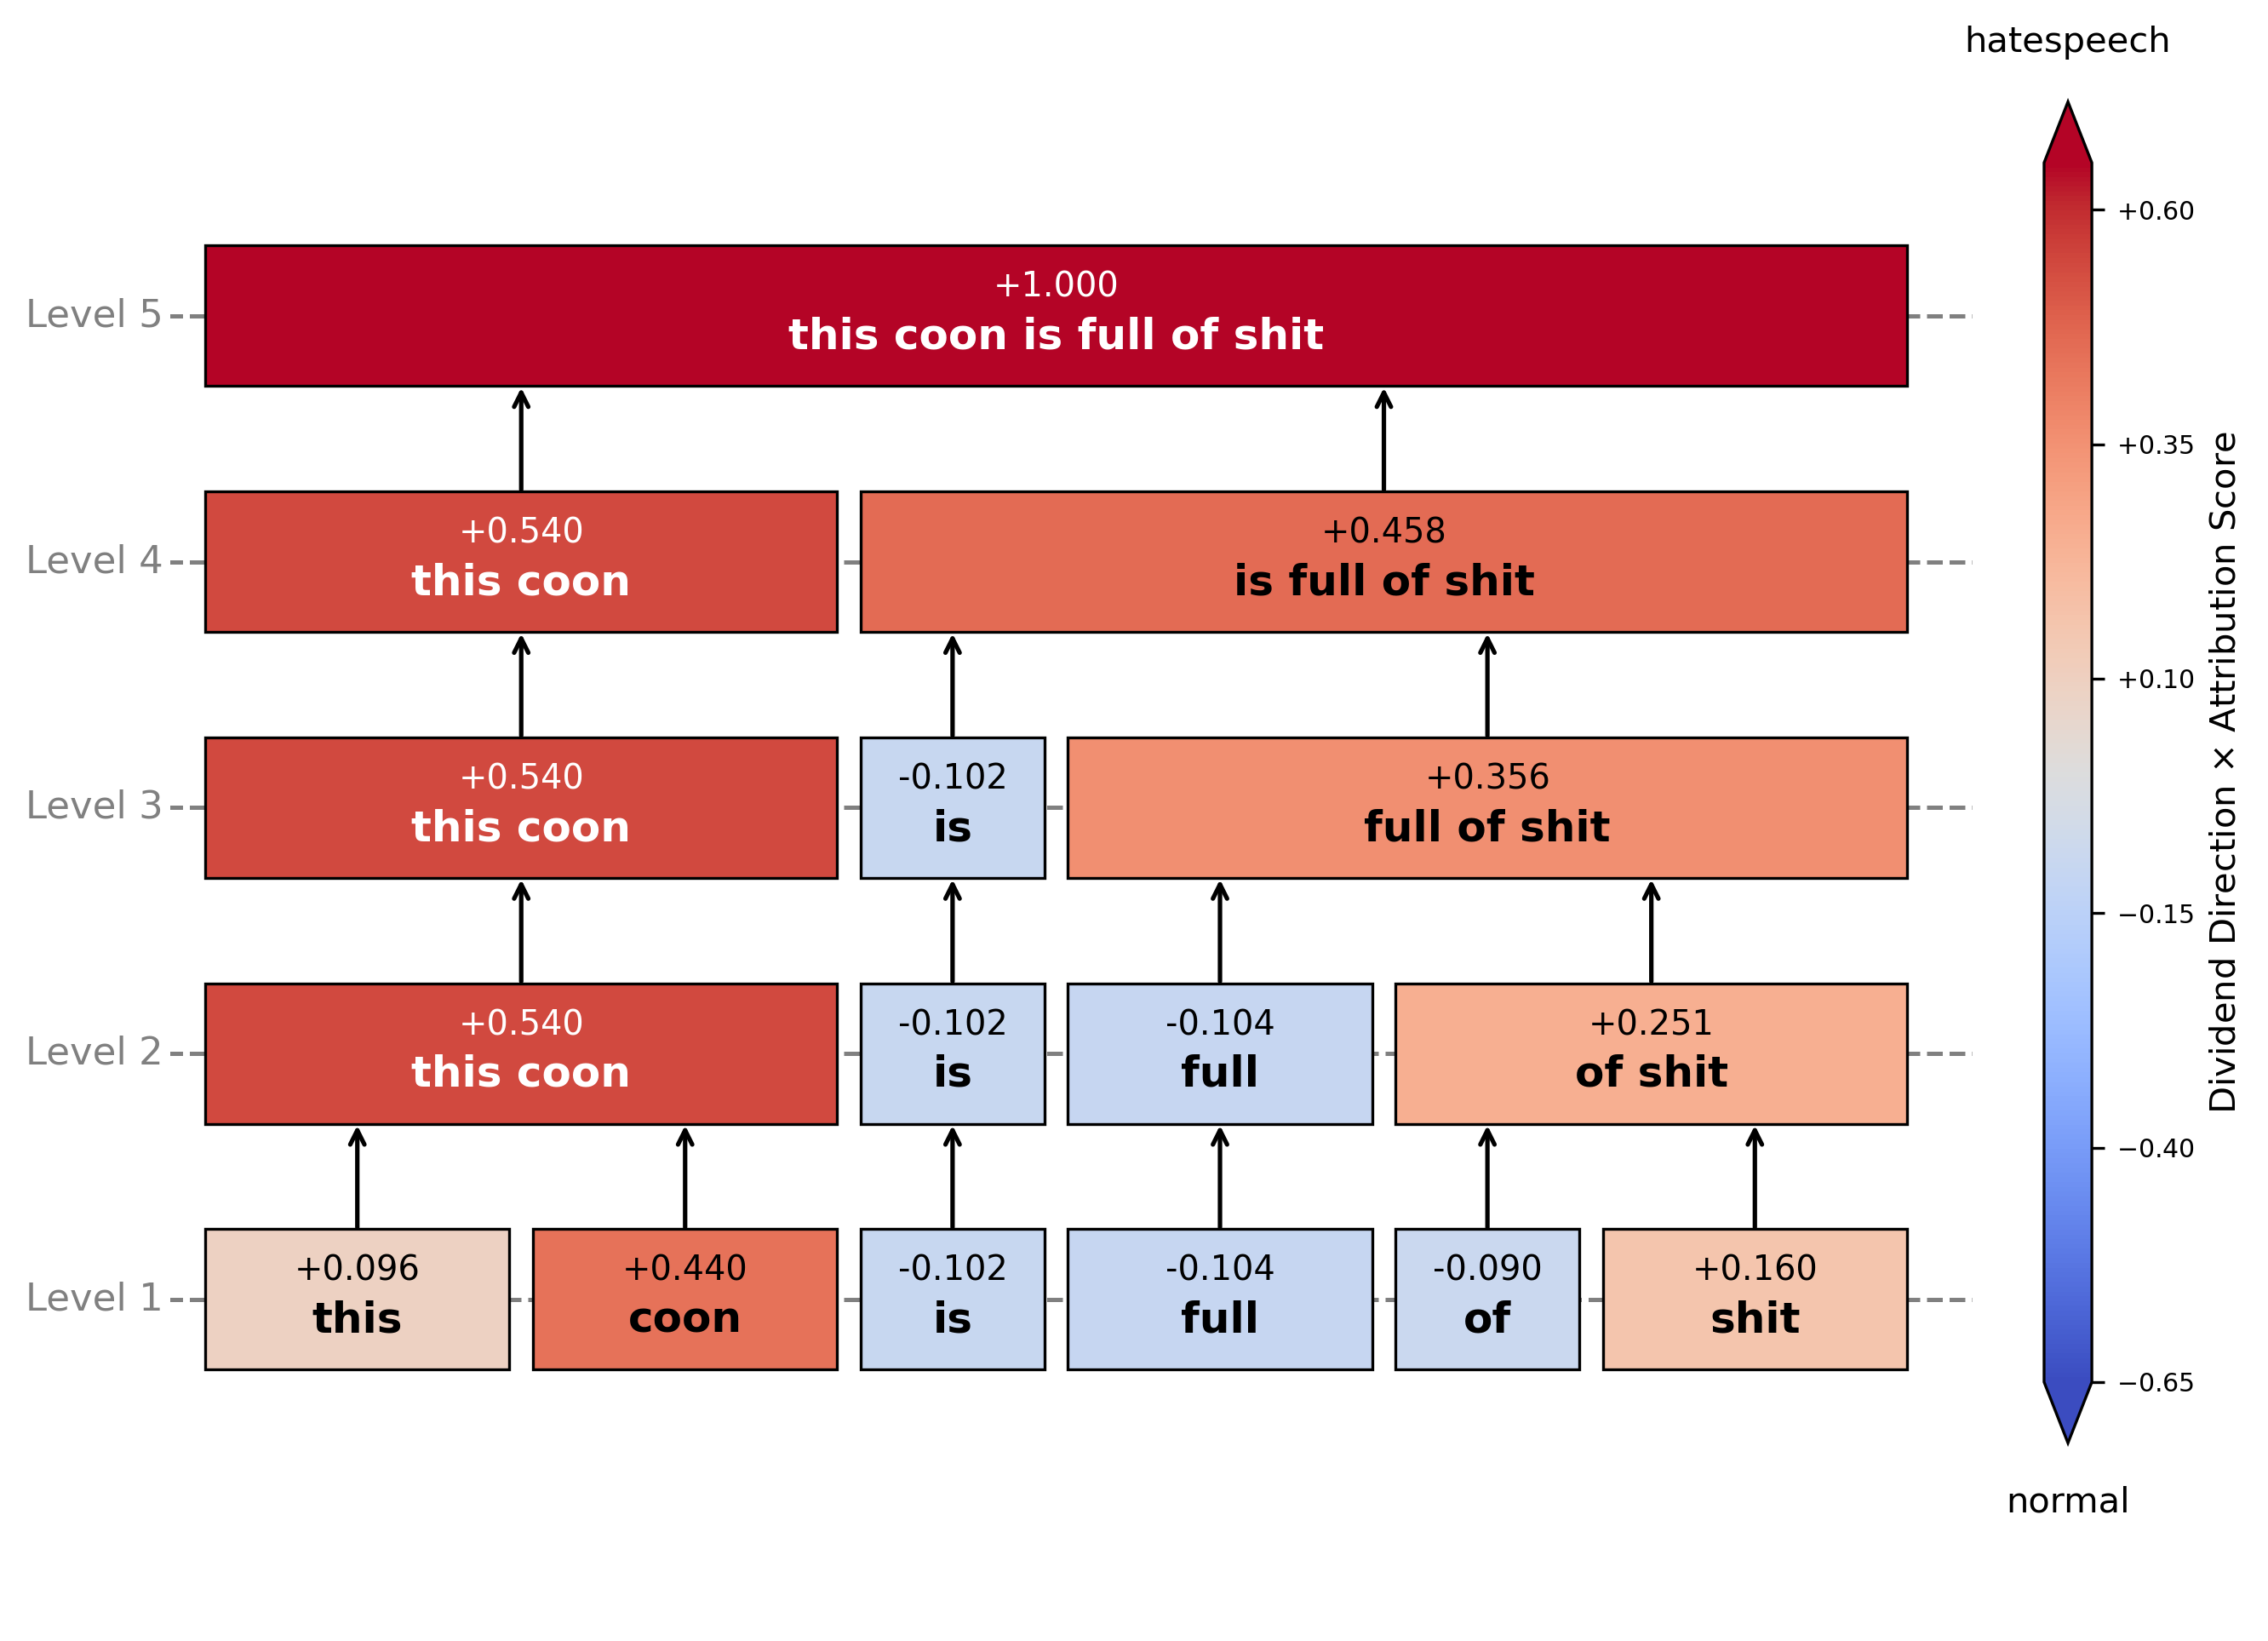 hatespeech
Level 5
+1.000
this coon is full of shit
Level 4
+0.540
this coon
+0.458
is full of shit
Level 3
+0.540
this coon
-0.102
is
+0.356
full of shit
Level 2
+0.540
this coon
-0.102
is
-0.104
full
+0.251
of shit
Level 1
+0.096
this
+0.440
coon
-0.102
is
-0.104
full
-0.090
of
+0.160
shit
+0.60
+0.35
+0.10
−0.15
−0.40
−0.65
Dividend Direction × Attribution Score
normal